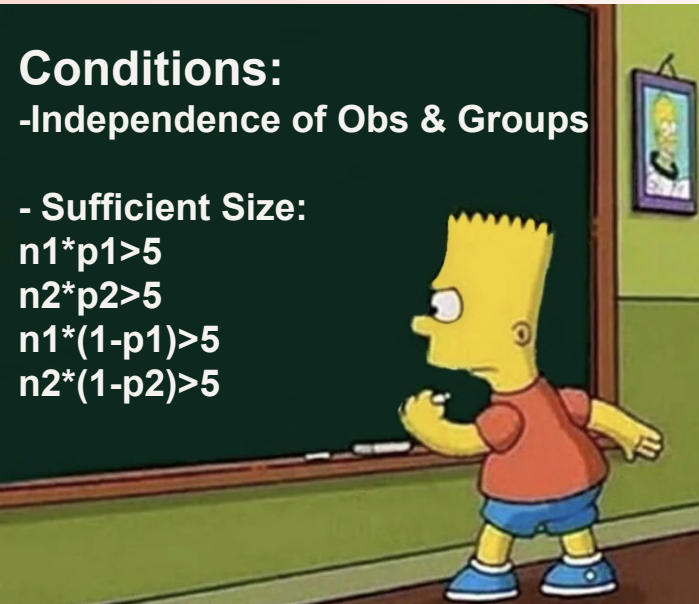 Conditions:
-Independence of Obs & Groups
- Sufficient Size:
n1*p1>5
n2*p2>5
n1*(1-p1)>5
n2*(1-p2)>5